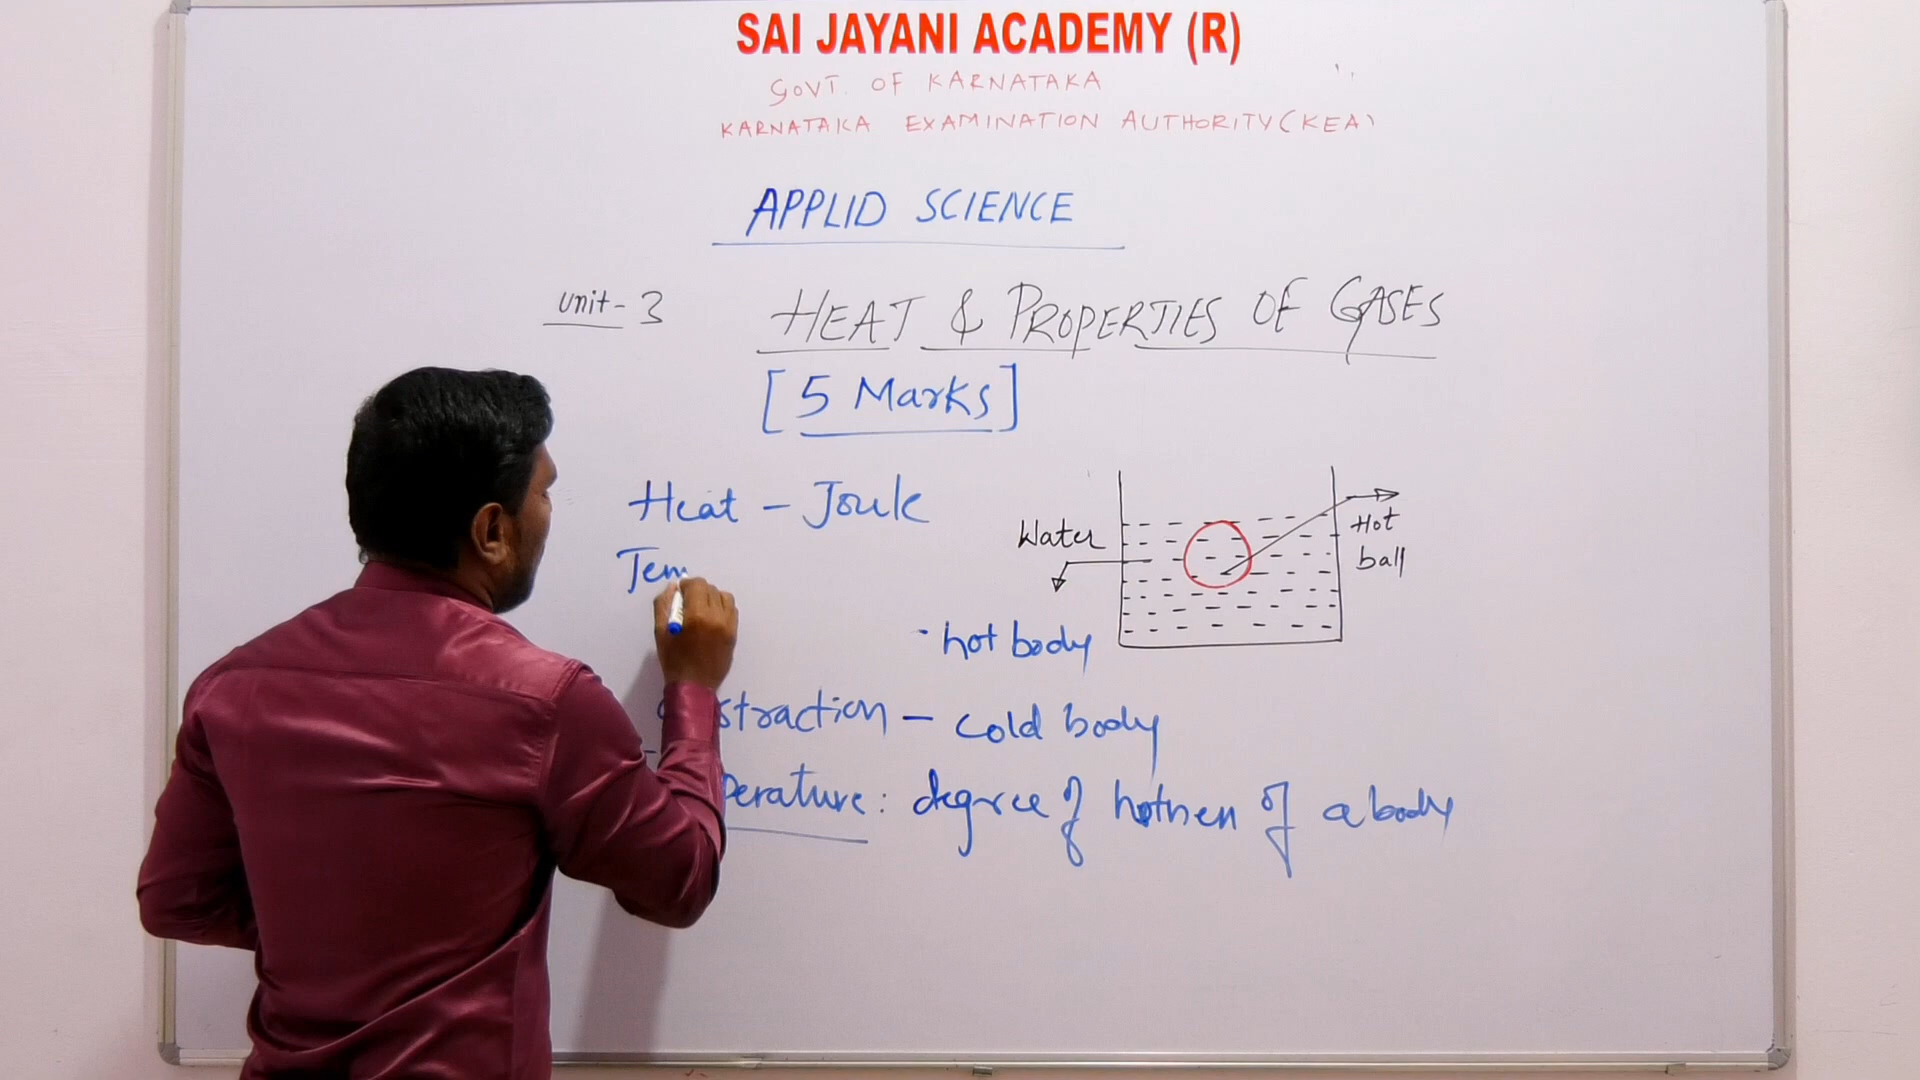 SAI JAYANI ACADEMY (R)
GOVT. OF KARNATAKA
KARNATAKA EXAMINATION AUTHORITY (KEA)
APPLID SCIENCE
Unit - 3
HEAT & PROPERTIES OF GASES
[5 Marks]
Heat - Joule
Water
Hot
ball
Tem
hot body
straction - cold body
perature: degree of hotnen of a body